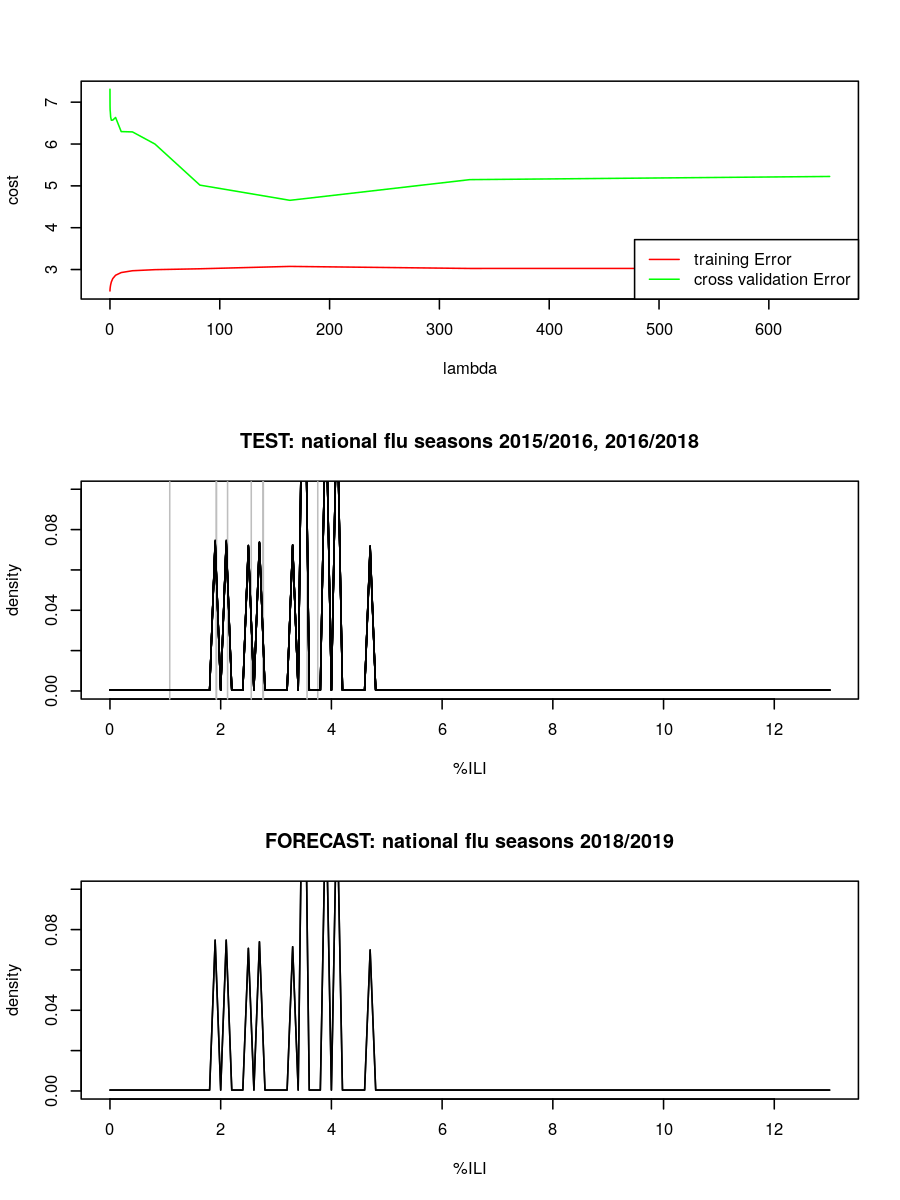 7
6
5
4
3
cost
training Error
cross validation Error
0 100 200 300 400 500 600
lambda
TEST: national flu seasons 2015/2016, 2016/2018
0.08
0.04
0.00
density
0 2 4 6 8 10 12
%ILI
FORECAST: national flu seasons 2018/2019
0.08
0.04
0.00
density
0 2 4 6 8 10 12
%ILI